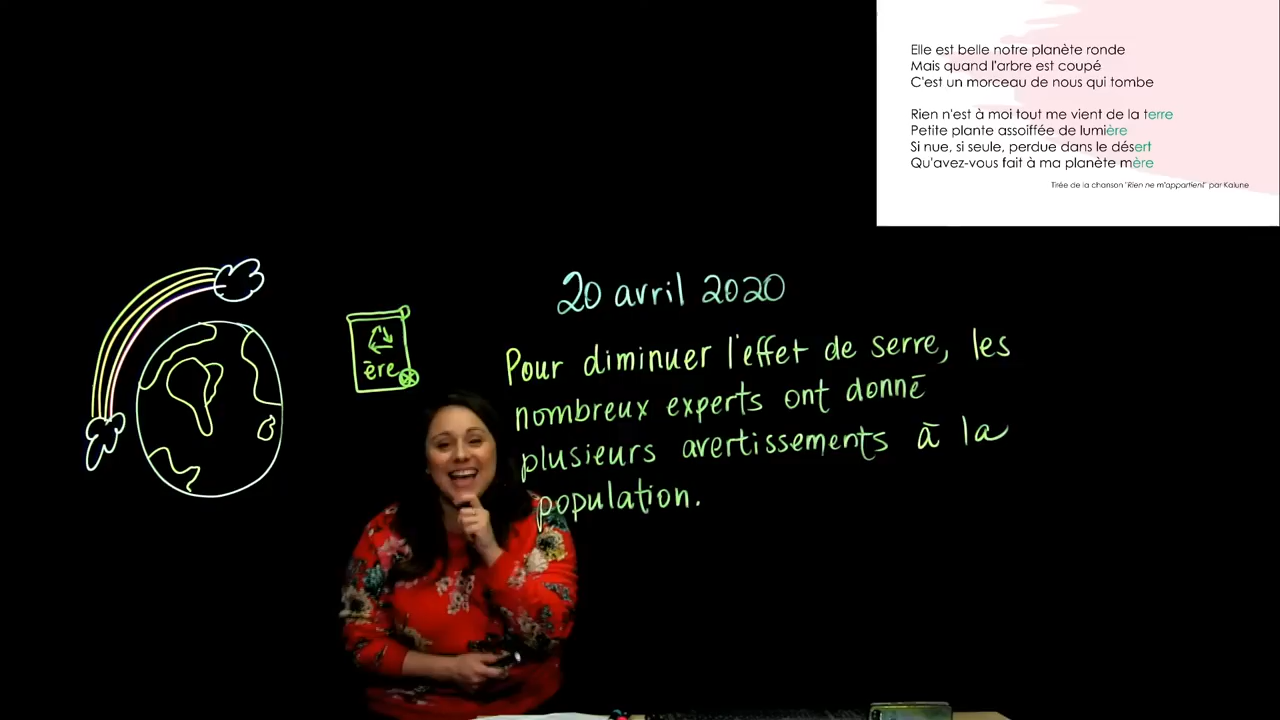 Elle est belle notre planète ronde
Mais quand l'arbre est coupé
C'est un morceau de nous qui tombe
Rien n'est à moi tout me vient de la terre
Petite plante assoiffée de lumière
Si nue, si seule, perdue dans le désert
Qu'avez-vous fait à ma planète mère
Tirée de la chanson "Rien ne m'appartient" par Kalune
20 avril 2020
ère
Pour diminuer l'effet de serre, les
nombreux experts ont donné
plusieurs avertissements à la
population.